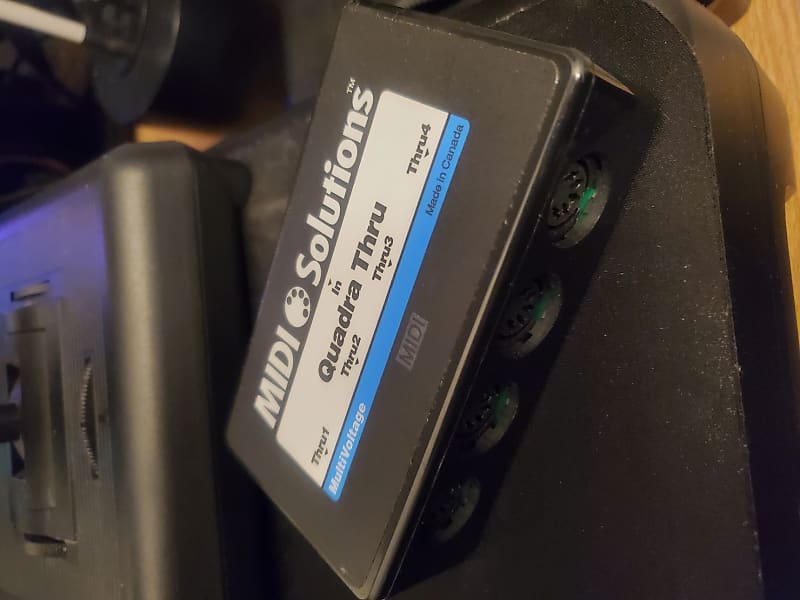 MIDI Solutions™
In
Quadra Thru
Thru1 Thru2 Thru3 Thru4
MultiVoltage Made in Canada
MIDI